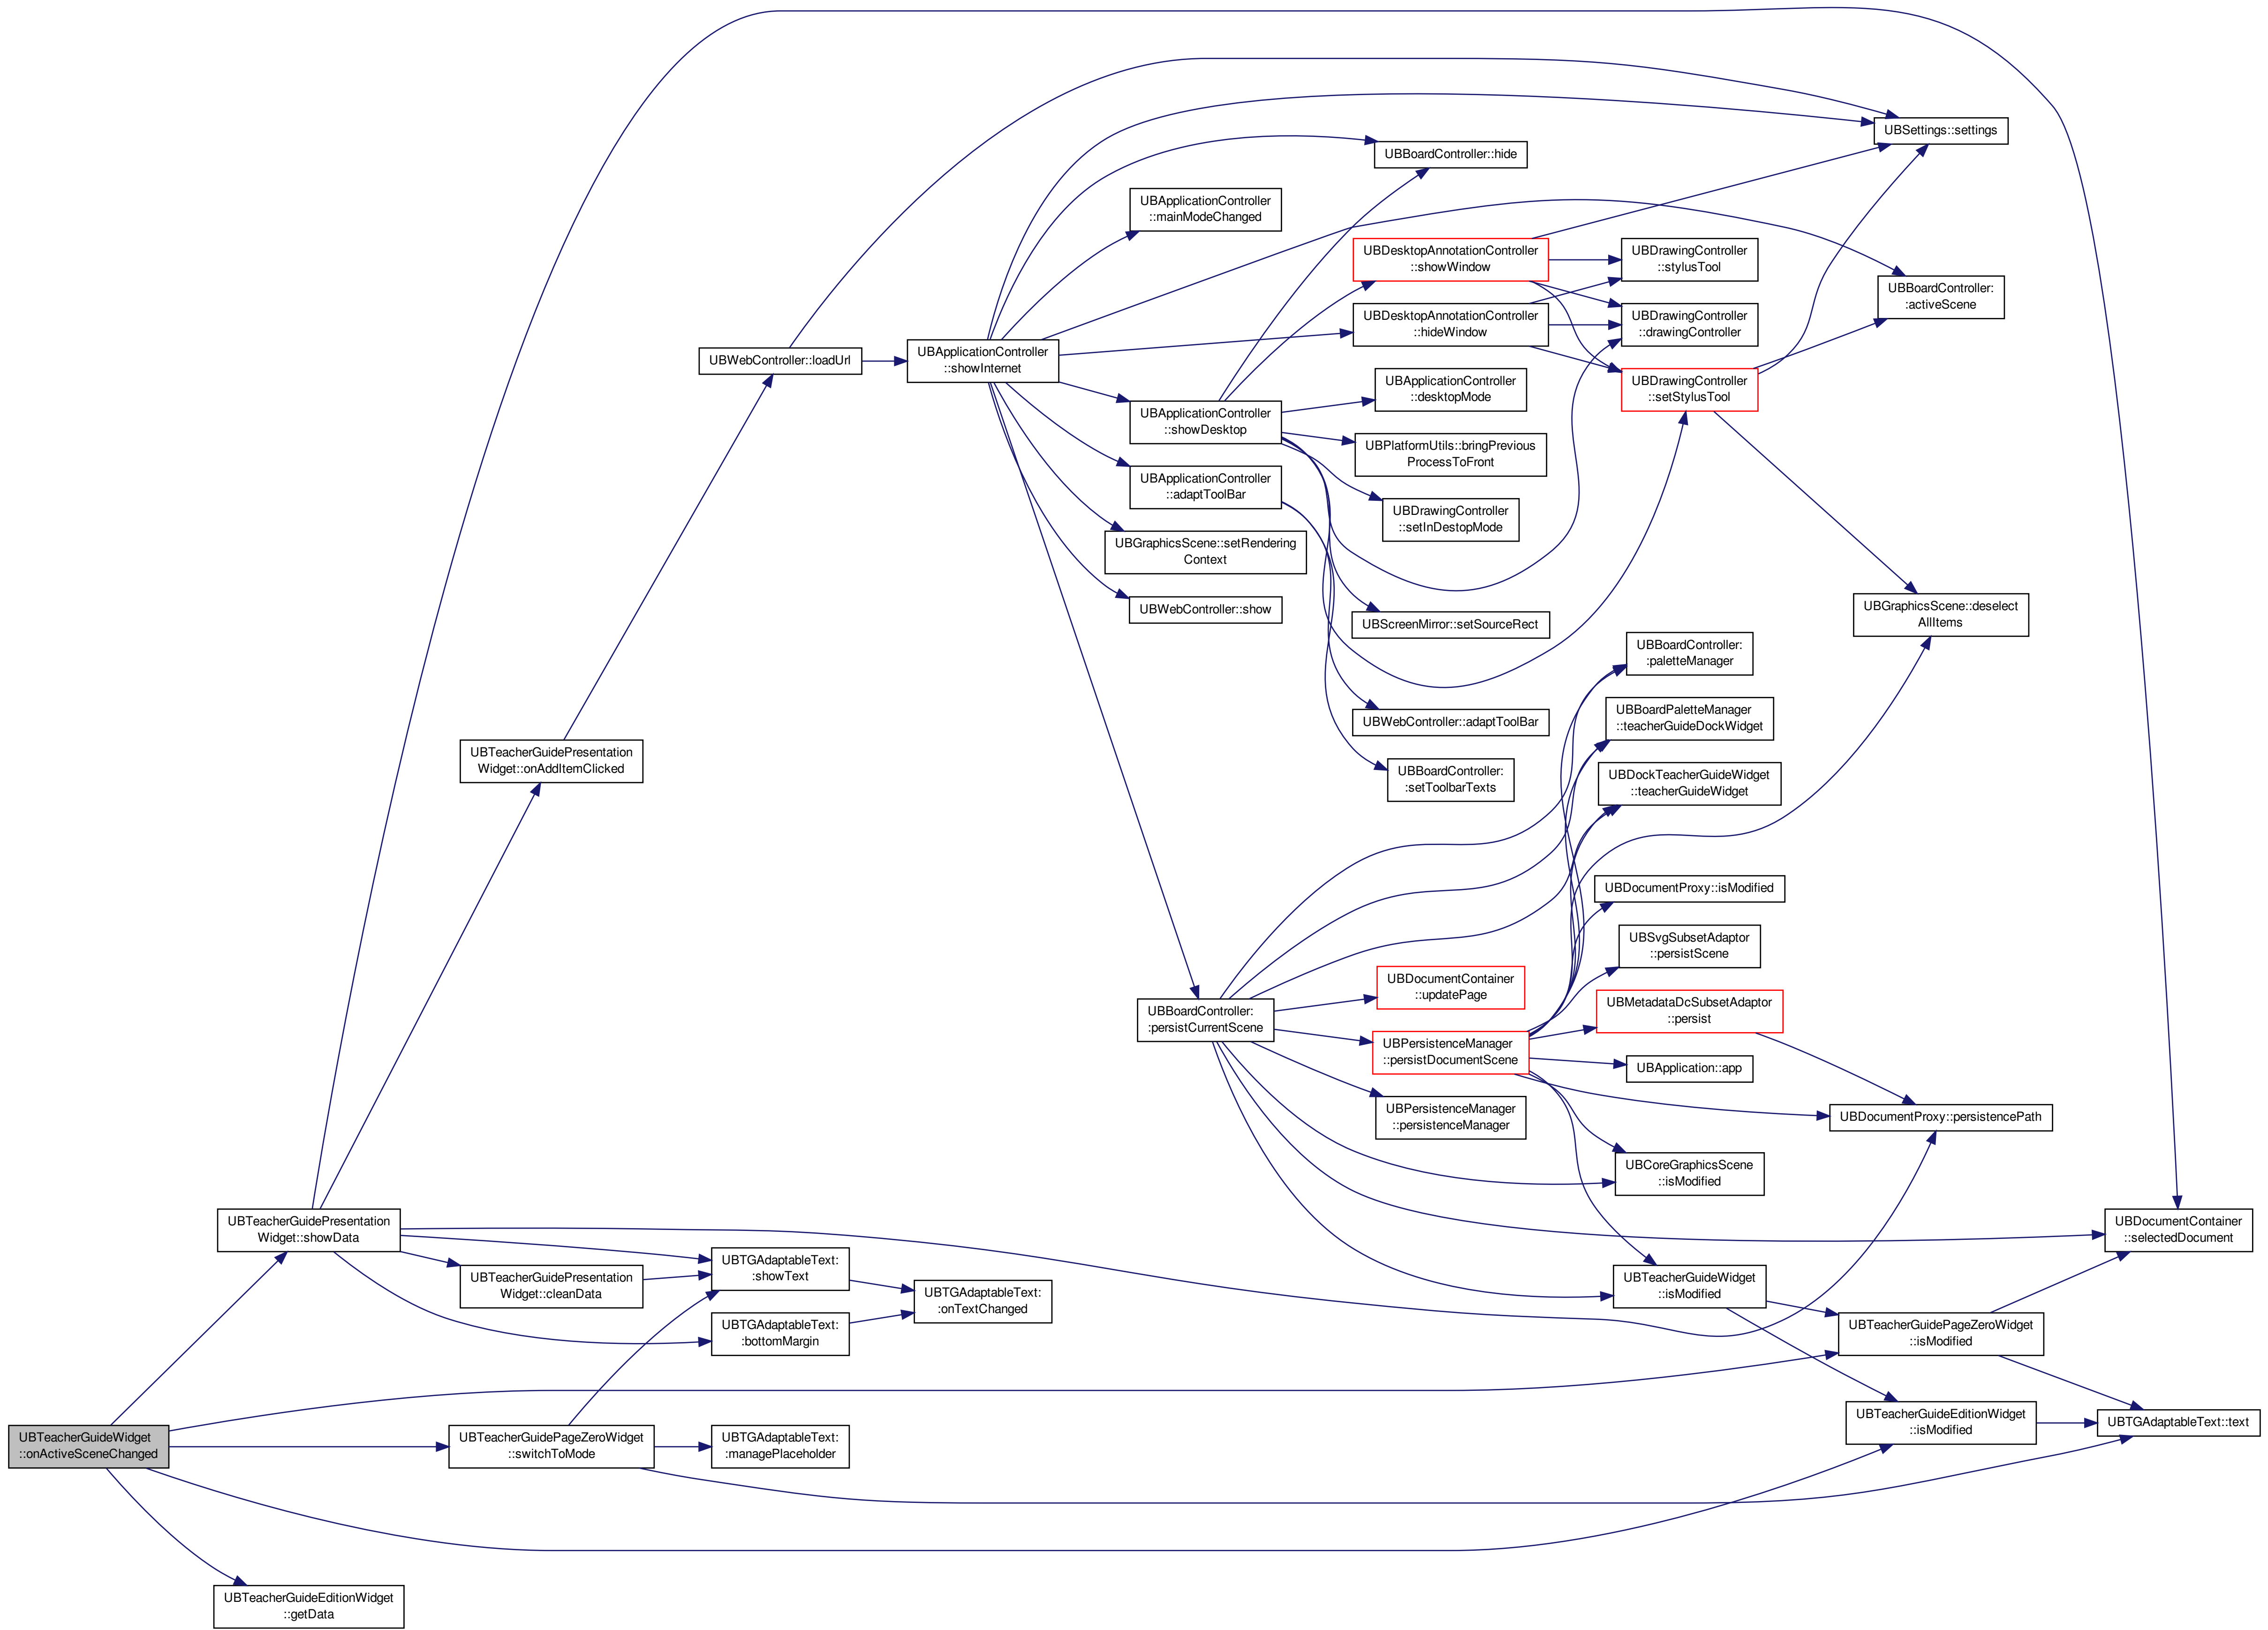 UBSettings::settings
UBBoardController::hide
UBApplicationController
::mainModeChanged
UBDesktopAnnotationController
::showWindow
UBDrawingController
::stylusTool
UBBoardController:
:activeScene
UBDesktopAnnotationController
::hideWindow
UBDrawingController
::drawingController
UBWebController::loadUrl
UBApplicationController
::showInternet
UBApplicationController
::desktopMode
UBDrawingController
::setStylusTool
UBApplicationController
::showDesktop
UBPlatformUtils::bringPrevious
ProcessToFront
UBApplicationController
::adaptToolBar
UBDrawingController
::setInDestopMode
UBGraphicsScene::setRendering
Context
UBWebController::show
UBScreenMirror::setSourceRect
UBGraphicsScene::deselect
AllItems
UBBoardController:
:paletteManager
UBWebController::adaptToolBar
UBBoardPaletteManager
::teacherGuideDockWidget
UBTeacherGuidePresentation
Widget::onAddItemClicked
UBBoardController:
:setToolbarTexts
UBDockTeacherGuideWidget
::teacherGuideWidget
UBDocumentProxy::isModified
UBSvgSubsetAdaptor
::persistScene
UBDocumentContainer
::updatePage
UBMetadataDcSubsetAdaptor
::persist
UBBoardController:
:persistCurrentScene
UBPersistenceManager
::persistDocumentScene
UBApplication::app
UBPersistenceManager
::persistenceManager
UBDocumentProxy::persistencePath
UBCoreGraphicsScene
::isModified
UBTeacherGuidePresentation
Widget::showData
UBDocumentContainer
::selectedDocument
UBTGAdaptableText:
:showText
UBTeacherGuidePresentation
Widget::cleanData
UBTGAdaptableText:
:onTextChanged
UBTeacherGuideWidget
::isModified
UBTGAdaptableText:
:bottomMargin
UBTeacherGuidePageZeroWidget
::isModified
UBTeacherGuideWidget
::onActiveSceneChanged
UBTeacherGuidePageZeroWidget
::switchToMode
UBTGAdaptableText:
:managePlaceholder
UBTeacherGuideEditionWidget
::isModified
UBTGAdaptableText::text
UBTeacherGuideEditionWidget
::getData